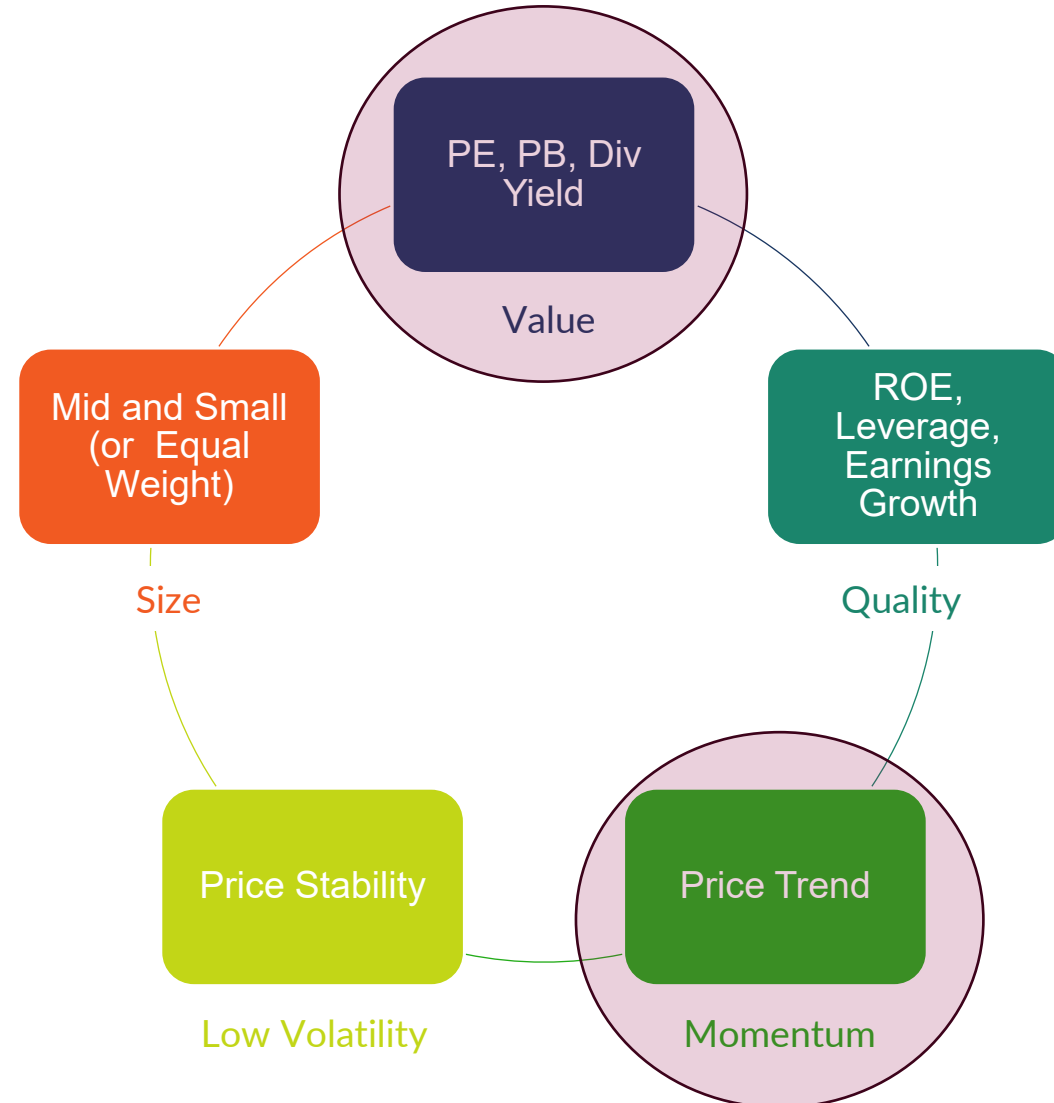 PE, PB, Div
Yield
Value
Mid and Small
(or Equal
Weight)
Size
ROE,
Leverage,
Earnings
Growth
Quality
Price Stability
Low Volatility
Price Trend
Momentum